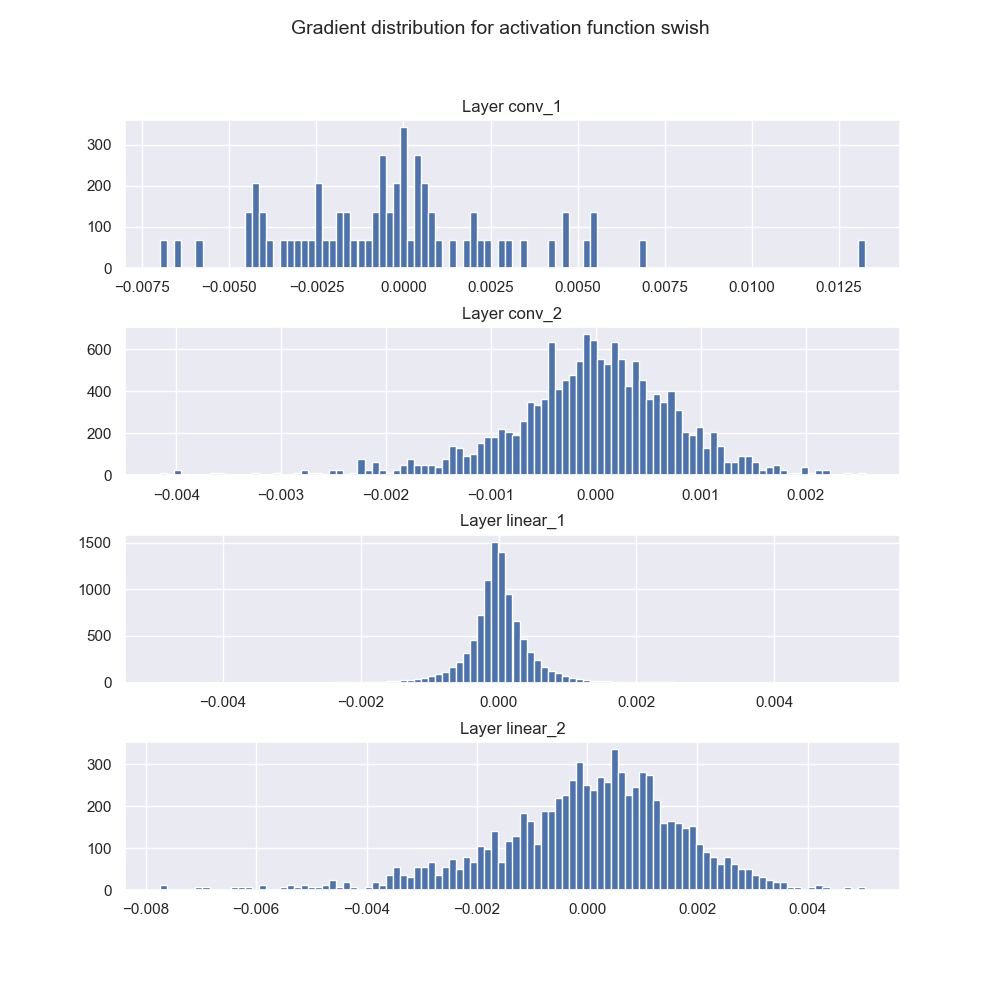 Gradient distribution for activation function swish
Layer conv_1
300
200
100
0
−0.0075 −0.0050 −0.0025 0.0000 0.0025 0.0050 0.0075 0.0100 0.0125
Layer conv_2
600
400
200
0
−0.004 −0.003 −0.002 −0.001 0.000 0.001 0.002
Layer linear_1
1500
1000
500
0
−0.004 −0.002 0.000 0.002 0.004
Layer linear_2
300
200
100
0
−0.008 −0.006 −0.004 −0.002 0.000 0.002 0.004